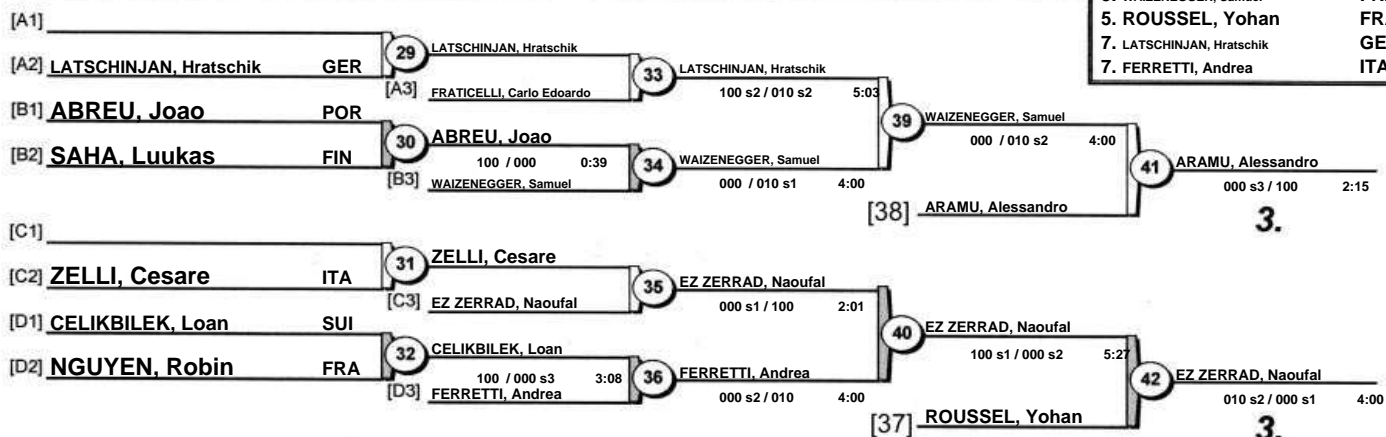 5. ROUSSEL, Yohan FRA
7. LATSCHINJAN, Hratschik GER
7. FERRETTI, Andrea ITA
[A1]
29 LATSCHINJAN, Hratschik
[A2] LATSCHINJAN, Hratschik GER
33 LATSCHINJAN, Hratschik
[A3] FRATICELLI, Carlo Edoardo
100 s2 / 010 s2 5:03
[B1] ABREU, Joao POR
39 WAIZENEGGER, Samuel
30 ABREU, Joao
000 / 010 s2 4:00
[B2] SAHA, Luukas FIN
100 / 000 0:39
34 WAIZENEGGER, Samuel
41 ARAMU, Alessandro
[B3] WAIZENEGGER, Samuel
000 / 010 s1 4:00
000 s3 / 100 2:15
[38] ARAMU, Alessandro
3.
[C1]
31 ZELLI, Cesare
[C2] ZELLI, Cesare ITA
35 EZ ZERRAD, Naoufal
[C3] EZ ZERRAD, Naoufal
000 s1 / 100 2:01
[D1] CELIKBILEK, Loan SUI
40 EZ ZERRAD, Naoufal
32 CELIKBILEK, Loan
100 s1 / 000 s2 5:27
[D2] NGUYEN, Robin FRA
100 / 000 s3 3:08
36 FERRETTI, Andrea
42 EZ ZERRAD, Naoufal
[D3] FERRETTI, Andrea
000 s2 / 010 4:00
010 s2 / 000 s1 4:00
[37] ROUSSEL, Yohan
3.